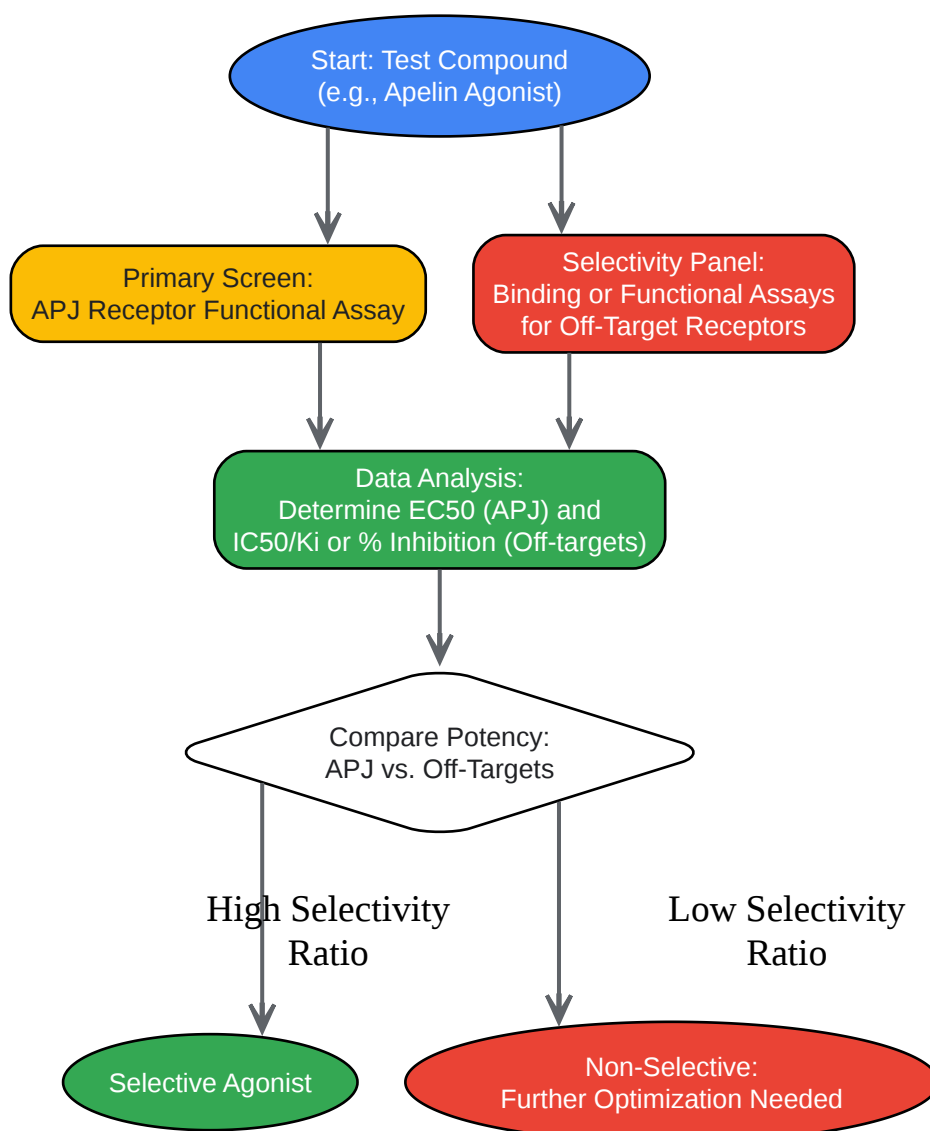 Start: Test Compound
(e.g., Apelin Agonist)
Primary Screen:
APJ Receptor Functional Assay
Selectivity Panel:
Binding or Functional Assays
for Off-Target Receptors
Data Analysis:
Determine EC50 (APJ) and
IC50/Ki or % Inhibition (Off-targets)
Compare Potency:
APJ vs. Off-Targets
High Selectivity
Ratio
Low Selectivity
Ratio
Selective Agonist
Non-Selective:
Further Optimization Needed